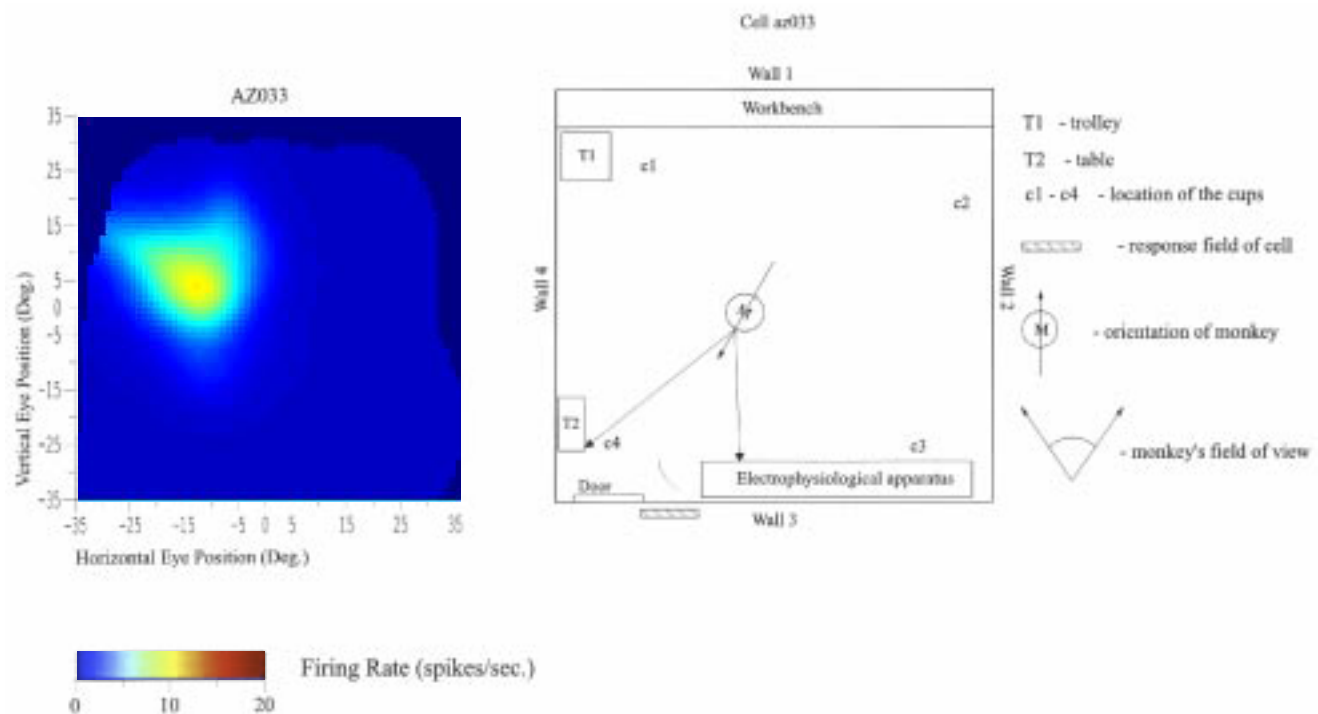 Cell az033
AZ033
35
25
15
5
0
-5
-15
-25
-35
-35 -25 -15 -5 0 5 15 25 35
Vertical Eye Position (Deg.)
Horizontal Eye Position (Deg.)
0 10 20
Firing Rate (spikes/sec.)
Wall 1
Workbench
T1
c1
c2
Wall 4
Wall 2
T2
c4
c3
Electrophysiological apparatus
Door
Wall 3
T1 - trolley
T2 - table
c1 - c4 - location of the cups
- response field of cell
M
- orientation of monkey
- monkey's field of view